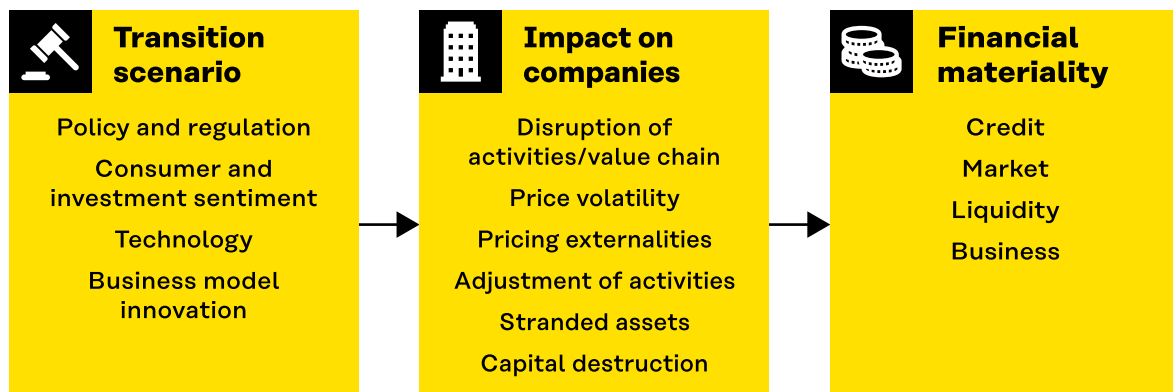 Transition
scenario
Policy and regulation
Consumer and
investment sentiment
Technology
Business model
innovation
Impact on
companies
Disruption of
activities/value chain
Price volatility
Pricing externalities
Adjustment of activities
Stranded assets
Capital destruction
Financial
materiality
Credit
Market
Liquidity
Business